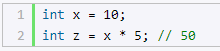 1 int x = 10;
2 int z = x * 5; // 50